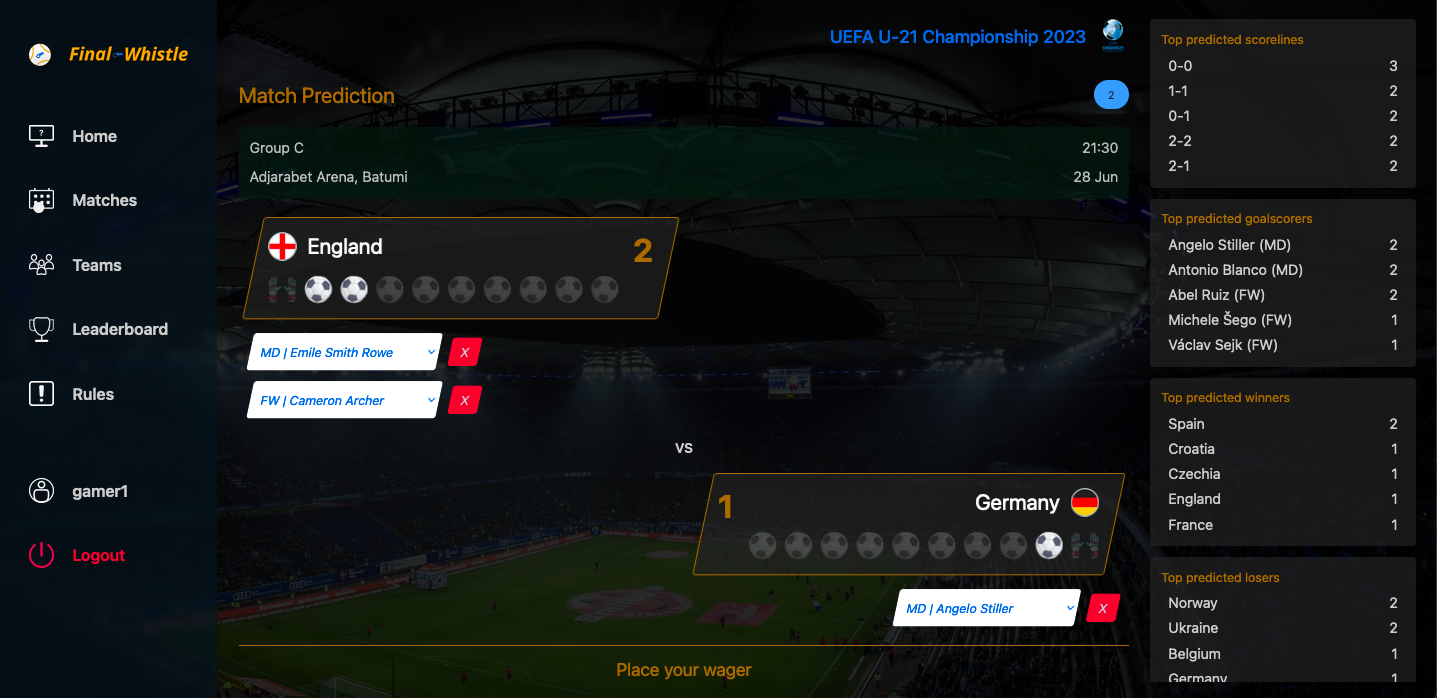 Final-Whistle
Home
Matches
Teams
Leaderboard
Rules
gamer1
Logout
UEFA U-21 Championship 2023
Match Prediction
2
Group C 21:30
Adjarabet Arena, Batumi 28 Jun
England 2
MD | Emile Smith Rowe X
FW | Cameron Archer X
VS
1 Germany
MD | Angelo Stiller X
Place your wager
Top predicted scorelines
0-0 3
1-1 2
0-1 2
2-2 2
2-1 2
Top predicted goalscorers
Angelo Stiller (MD) 2
Antonio Blanco (MD) 2
Abel Ruiz (FW) 2
Michele Šego (FW) 1
Václav Sejk (FW) 1
Top predicted winners
Spain 2
Croatia 1
Czechia 1
England 1
France 1
Top predicted losers
Norway 2
Ukraine 2
Belgium 1
Germany 1